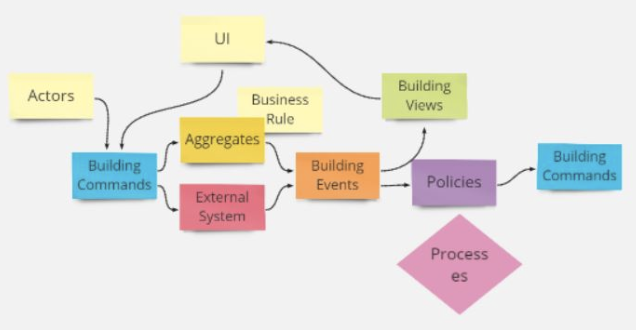 UI
Actors
Business
Rule
Building
Views
Aggregates
Building
Commands
External
System
Building
Events
Policies
Building
Commands
Process
es